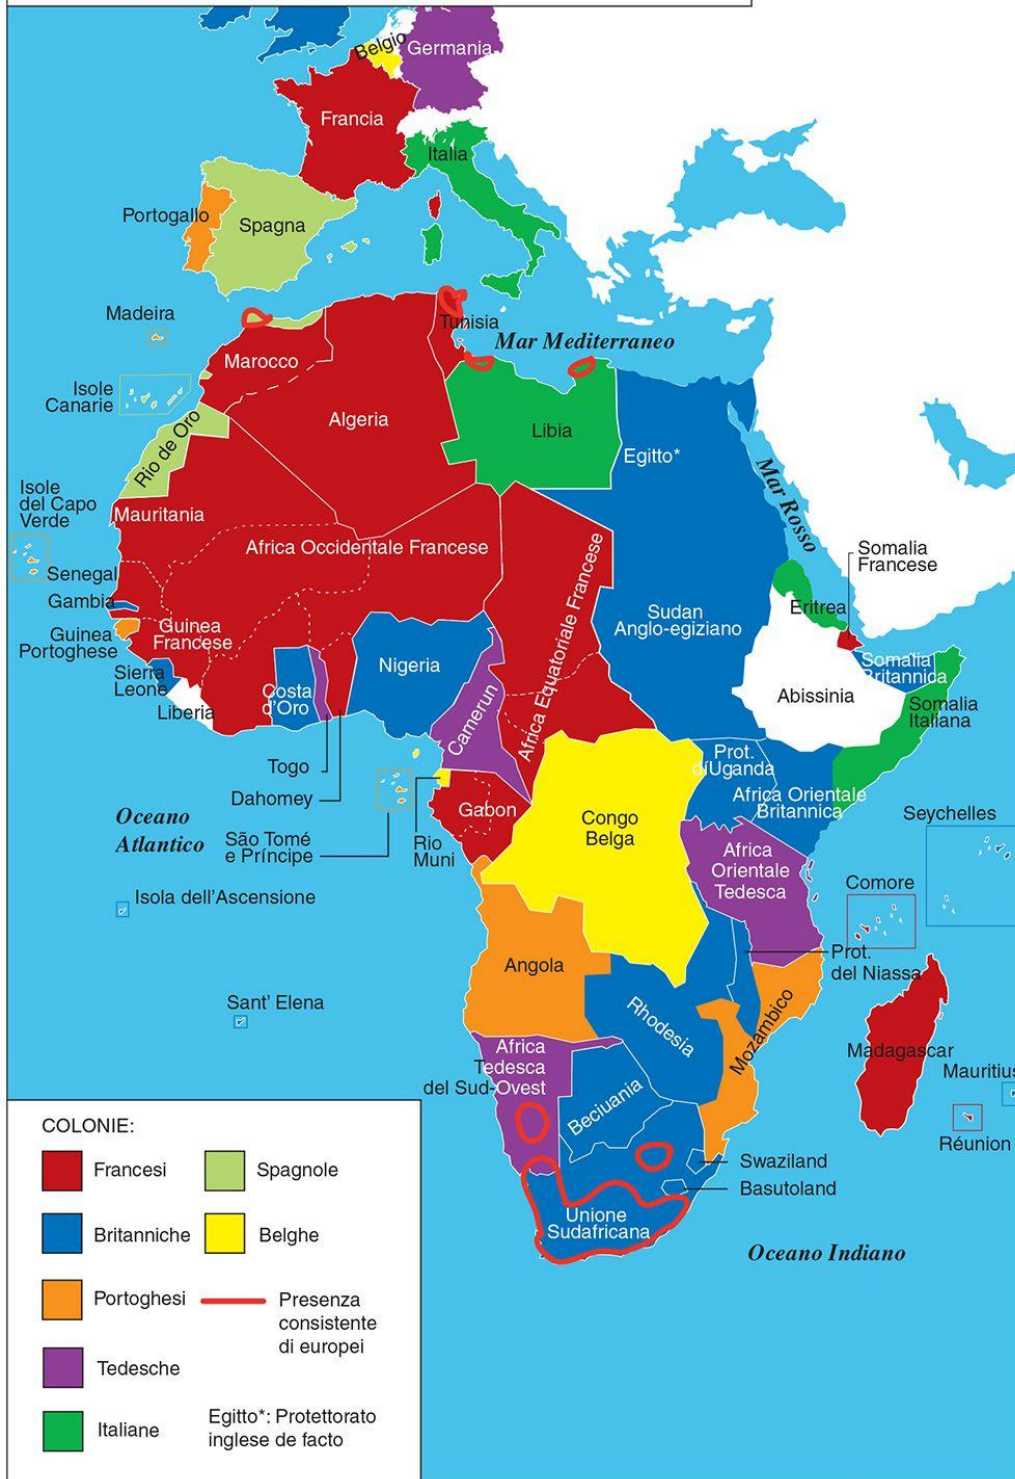 Belgio
Germania
Francia
Italia
Portogallo
Spagna
Madeira
Tunisia
Mar Mediterraneo
Marocco
Isole
Canarie
Algeria
Libia
Rio de Oro
Egitto*
Mar Rosso
Isole
del Capo
Verde
Mauritania
Africa Occidentale Francese
Somalia
Francese
Senegal
Gambia
Guinea
Portoghese
Guinea
Francese
Africa Equatoriale Francese
Sudan
Anglo-egiziano
Eritrea
Sierra
Leone
Liberia
Costa
d'Oro
Nigeria
Camerun
Abissinia
Somalia
Britannica
Somalia
Italiana
Togo
Dahomey
Prot.
díUganda
Africa Orientale
Britannica
Oceano
Atlantico
São Tomé
e Príncipe
Rio
Muni
Gabon
Congo
Belga
Seychelles
Africa
Orientale
Tedesca
Comore
Isola dell'Ascensione
Angola
Prot.
del Niassa
Sant' Elena
Rhodesia
Mozambico
Madagascar
Mauritius
Africa
Tedesca
del Sud-Ovest
Beciuania
Réunion
Swaziland
Basutoland
Unione
Sudafricana
Oceano Indiano
COLONIE:
Francesi
Spagnole
Britanniche
Belghe
Portoghesi
Presenza
consistente
di europei
Tedesche
Italiane
Egitto*: Protettorato
inglese de facto